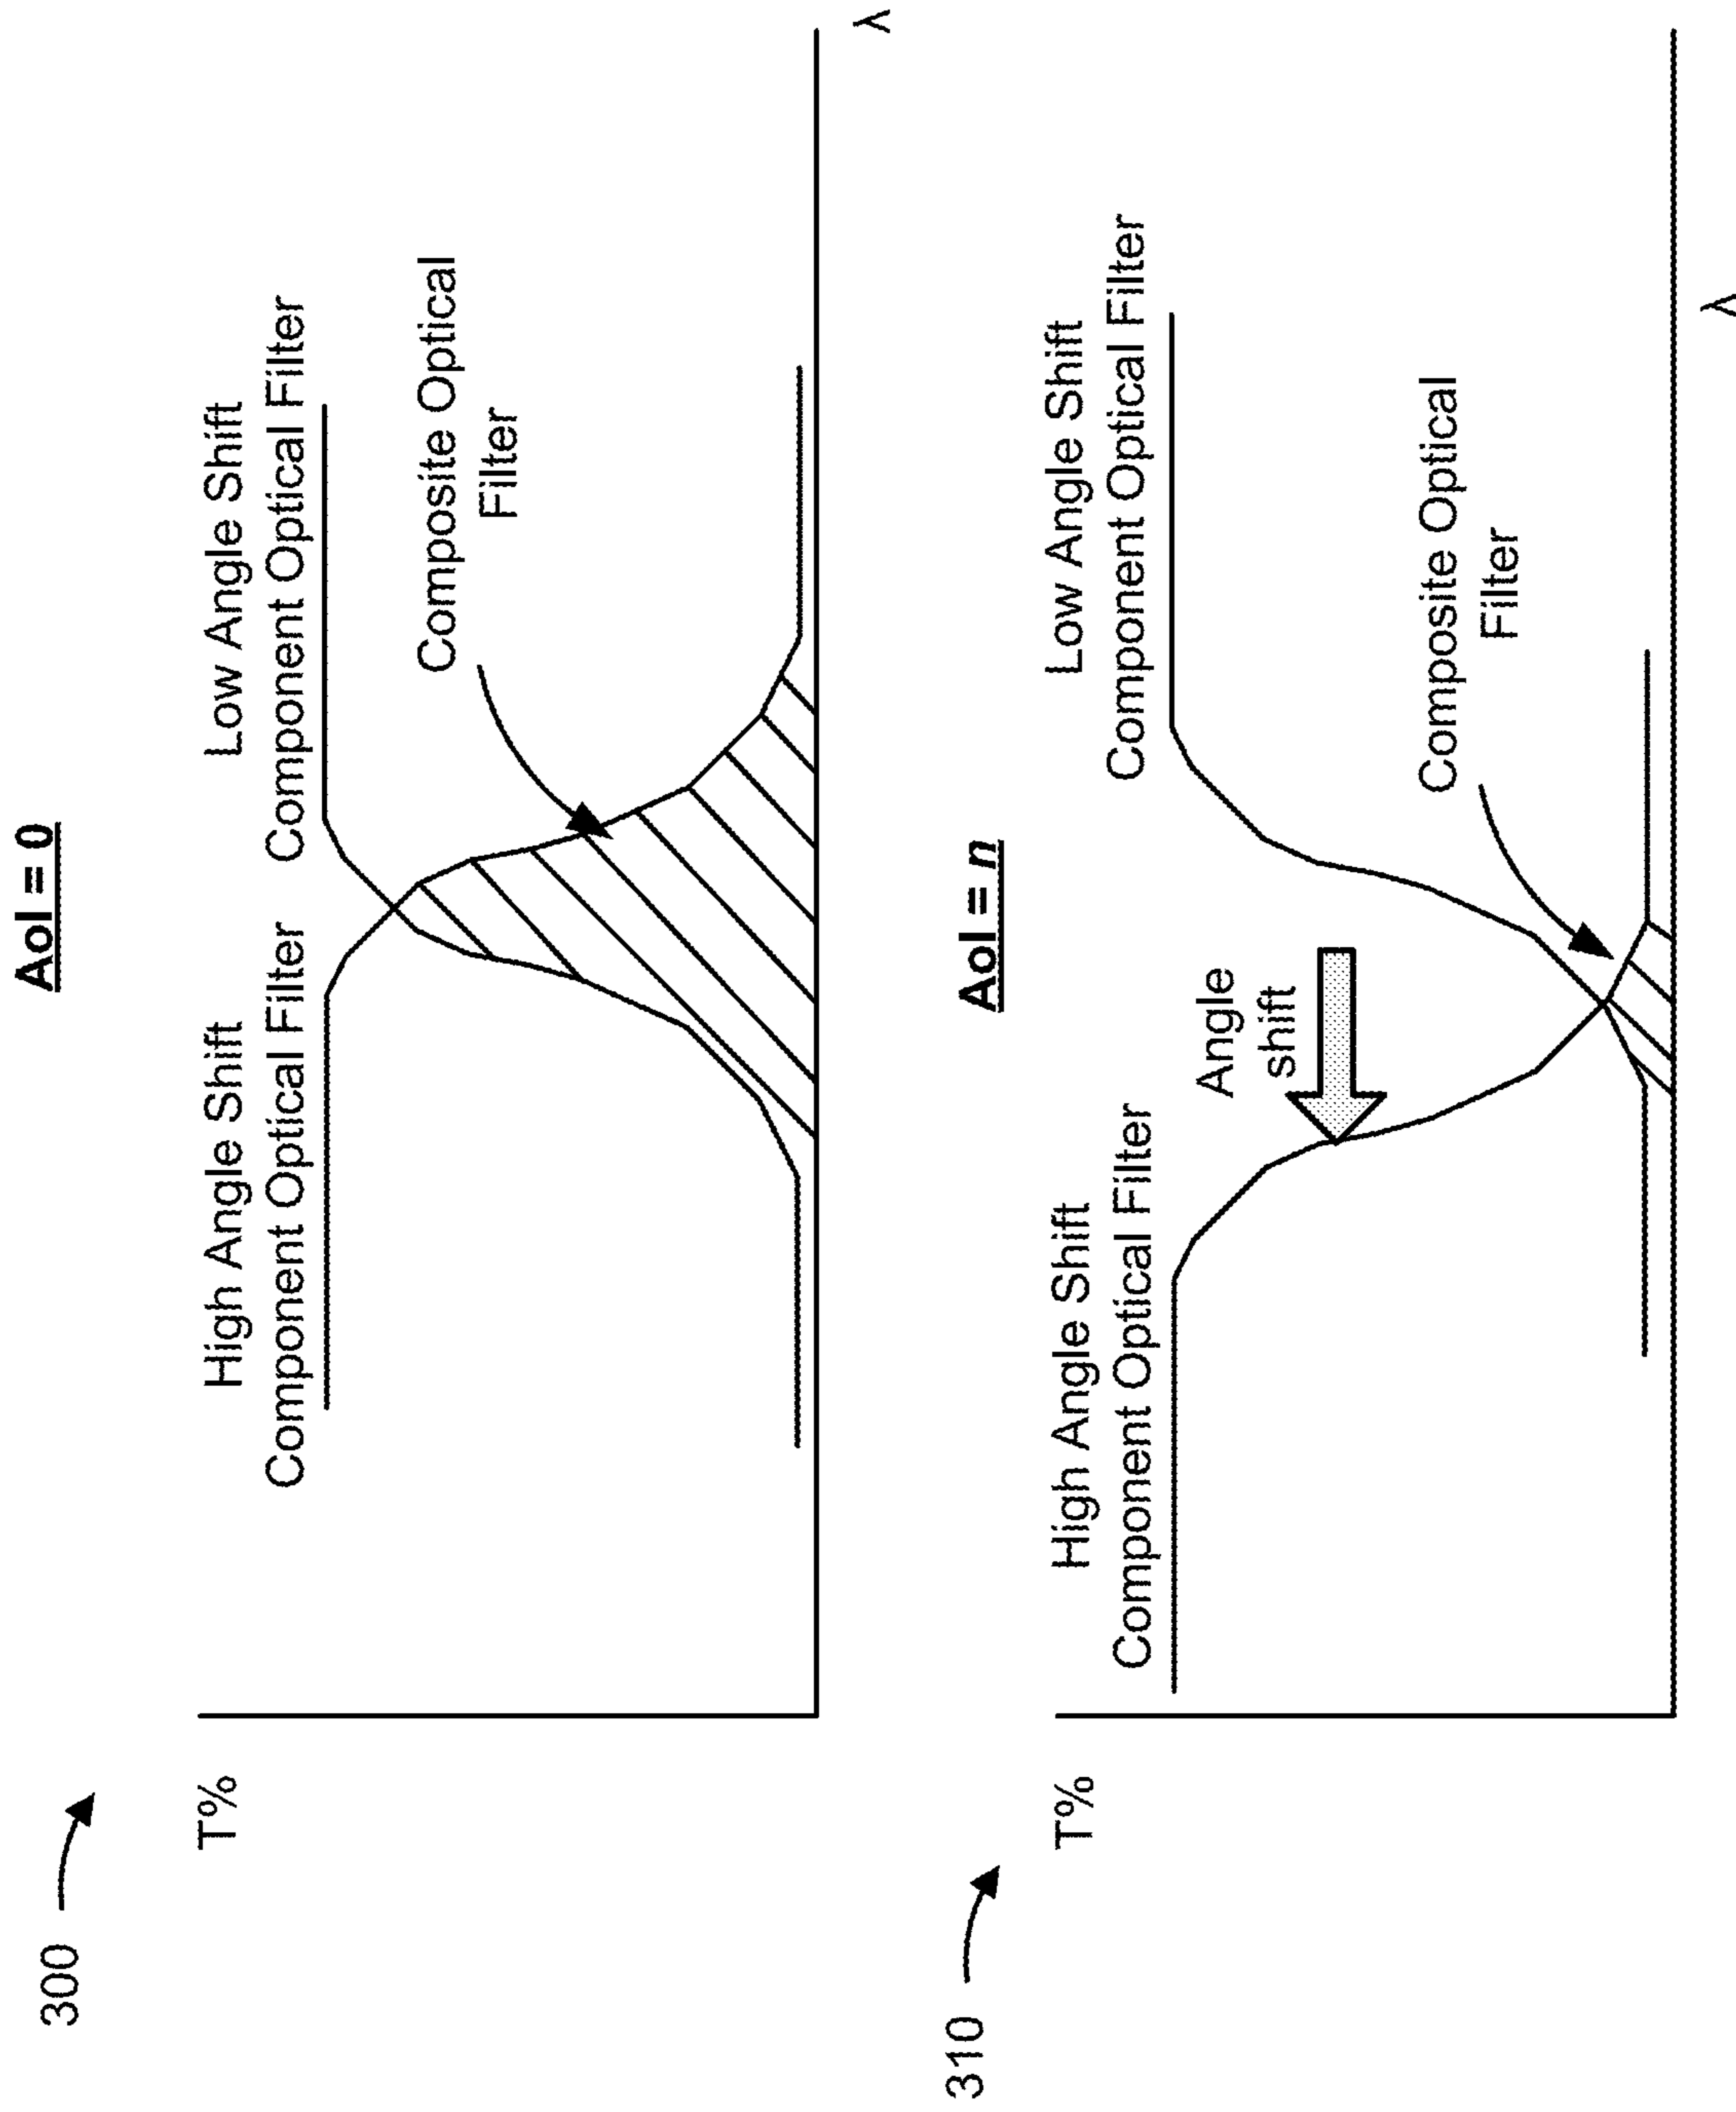 300
AoI = 0
T%
High Angle Shift
Component Optical Filter
Low Angle Shift
Component Optical Filter
Composite Optical
Filter
λ
310
AoI = n
T%
High Angle Shift
Component Optical Filter
Angle
shift
Low Angle Shift
Component Optical Filter
Composite Optical
Filter
λ